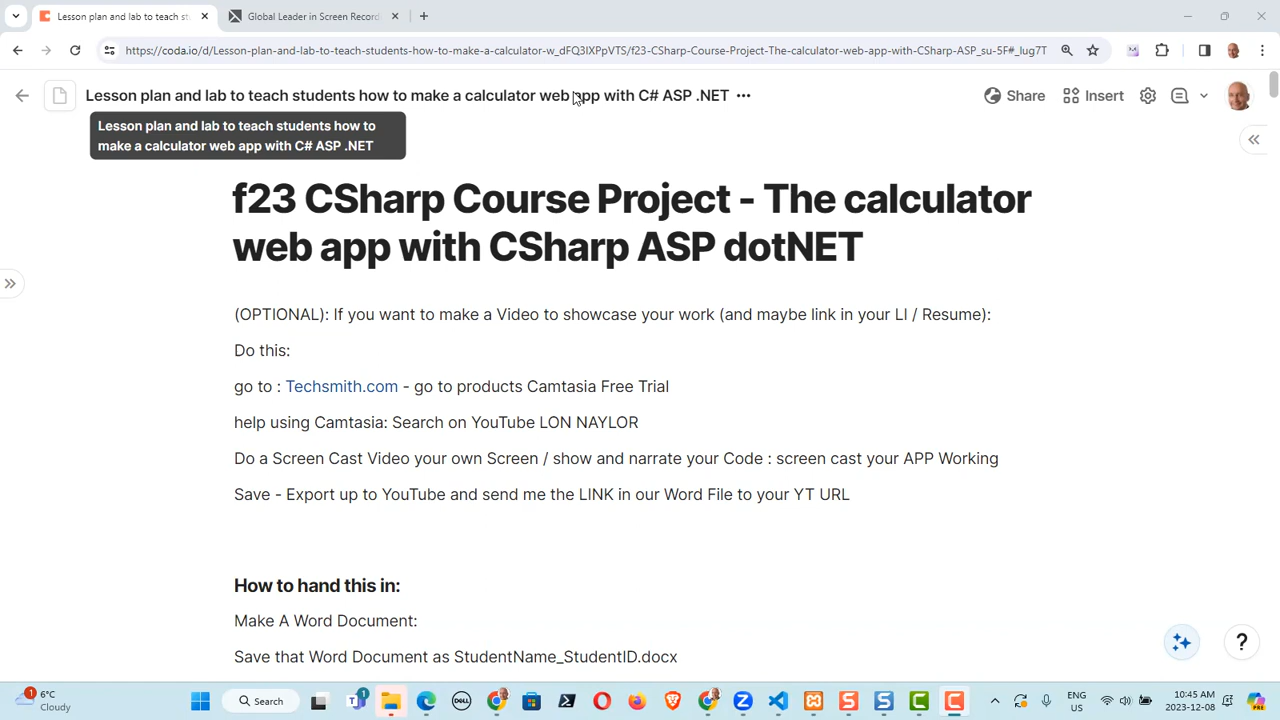 Lesson plan and lab to teach stu
Global Leader in Screen Record
https://coda.io/d/Lesson-plan-and-lab-to-teach-students-how-to-make-a-calculator-w_dFQ3IXPpVTS/f23-CSharp-Course-Project-The-calculator-web-app-with-CSharp-ASP_su-5F#_lug7T
Lesson plan and lab to teach students how to make a calculator web app with C# ASP .NET
Share
Insert
Lesson plan and lab to teach students how to
make a calculator web app with C# ASP .NET
f23 CSharp Course Project - The calculator
web app with CSharp ASP dotNET
(OPTIONAL): If you want to make a Video to showcase your work (and maybe link in your LI / Resume):
Do this:
go to : Techsmith.com - go to products Camtasia Free Trial
help using Camtasia: Search on YouTube LON NAYLOR
Do a Screen Cast Video your own Screen / show and narrate your Code : screen cast your APP Working
Save - Export up to YouTube and send me the LINK in our Word File to your YT URL
How to hand this in:
Make A Word Document:
Save that Word Document as StudentName_StudentID.docx
1
6°C
Cloudy
Search
1
DELL
ENG
US
10:45 AM
2023-12-08